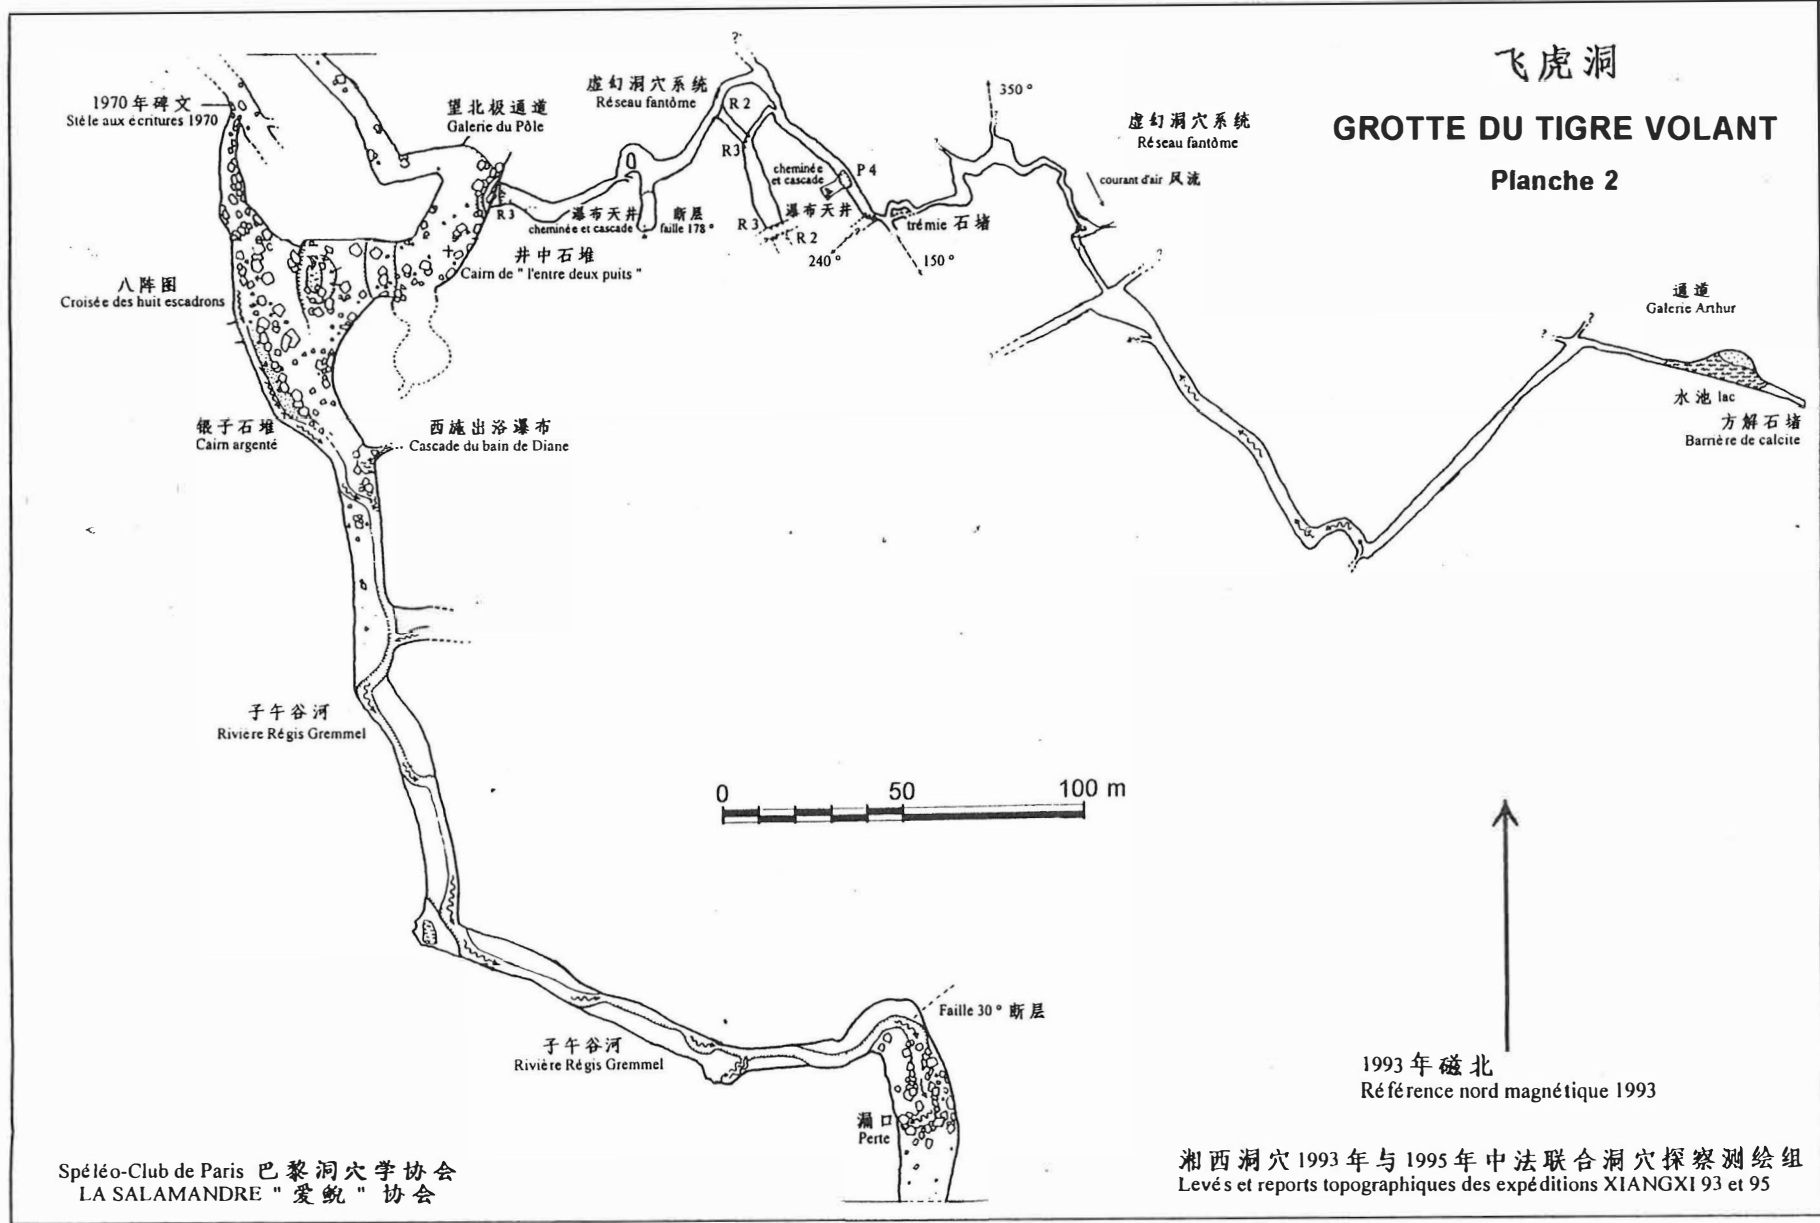 飞虎洞
GROTTE DU TIGRE VOLANT
Planche 2
1970年碑文
Stèle aux écritures 1970
望北极通道
Galerie du Pôle
虚幻洞穴系统
Réseau fantôme
?
R 2
R3
cheminée
et cascade
P 4
350°
虚幻洞穴系统
Réseau fantôme
courant d'air 风流
R3
瀑布天井
cheminée et cascade
断层
faille 178°
R3
瀑布天井
R 2
?
trémie 石堵
240°
150°
井中石堆
Cairn de " l'entre deux puits "
八阵图
Croisée des huit escadrons
?
?
通道
Galerie Arthur
?
?
水池 lac
方解石堵
Barrière de calcite
银子石堆
Cairn argenté
西施出浴瀑布
Cascade du bain de Diane
子午谷河
Rivière Régis Gremmel
0 50 100 m
子午谷河
Rivière Régis Gremmel
Faille 30° 断层
漏口
Perte
1993年磁北
Référence nord magnétique 1993
Spéléo-Club de Paris 巴黎洞穴学协会
LA SALAMANDRE " 爱鲵 " 协会
湘西洞穴1993年与1995年中法联合洞穴探察测绘组
Levés et reports topographiques des expéditions XIANGXI 93 et 95